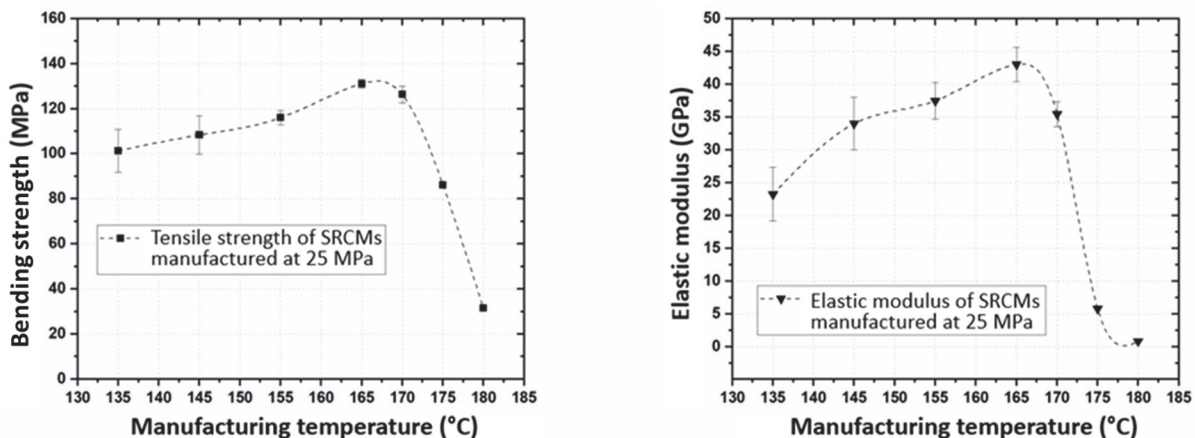 160
140
120
100
80
60
40
20
0
Bending strength (MPa)
Tensile strength of SRCMs
manufactured at 25 MPa
130 135 140 145 150 155 160 165 170 175 180 185
Manufacturing temperature (°C)
50
45
40
35
30
25
20
15
10
5
0
Elastic modulus (GPa)
Elastic modulus of SRCMs
manufactured at 25 MPa
130 135 140 145 150 155 160 165 170 175 180 185
Manufacturing temperature (°C)